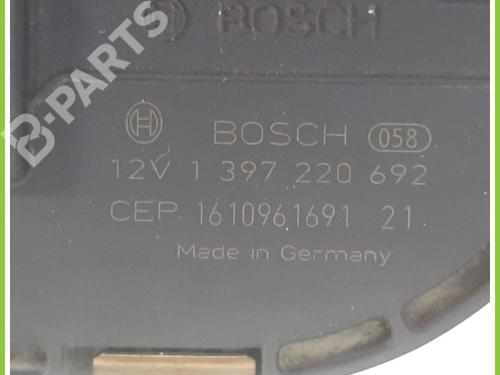 BOSCH
B-PARTS
BOSCH 058
12V 1 397 220 692
CEP 1610961691 21
Made in Germany